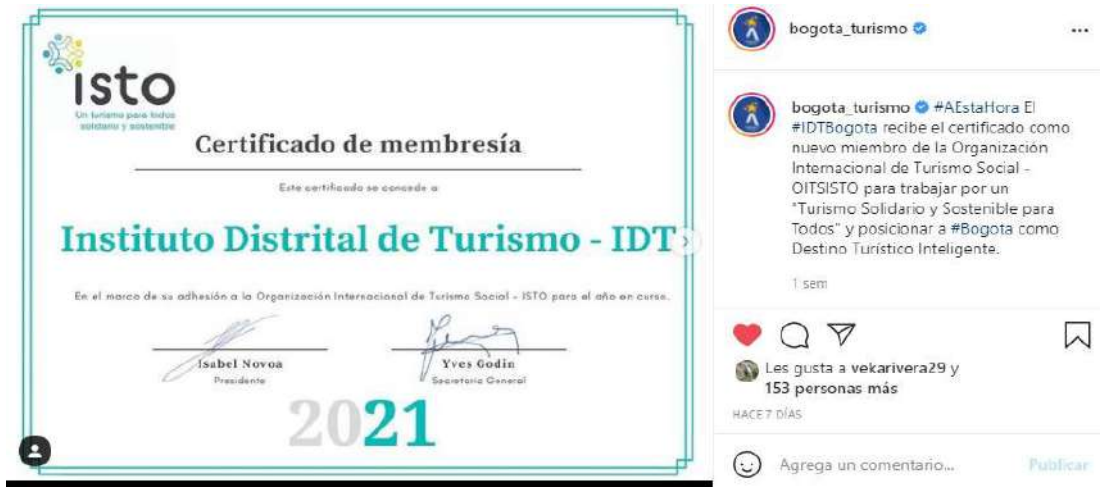 isto
Un turismo para todos
solidario y sostenible
Certificado de membresía
Este certificado se concede a
Instituto Distrital de Turismo - IDT
En el marco de su adhesión a la Organización Internacional de Turismo Social - ISTO para el año en curso.
Isabel Novoa
Presidente
Yves Godin
Secretario General
2021
bogota_turismo
bogota_turismo #AEstaHora El
#IDTBogota recibe el certificado como
nuevo miembro de la Organización
Internacional de Turismo Social -
OITSISTO para trabajar por un
"Turismo Solidario y Sostenible para
Todos" y posicionar a #Bogota como
Destino Turístico Inteligente.
1 sem
Les gusta a vekarivera29 y
153 personas más
HACE 7 DÍAS
Agrega un comentario...
Publicar